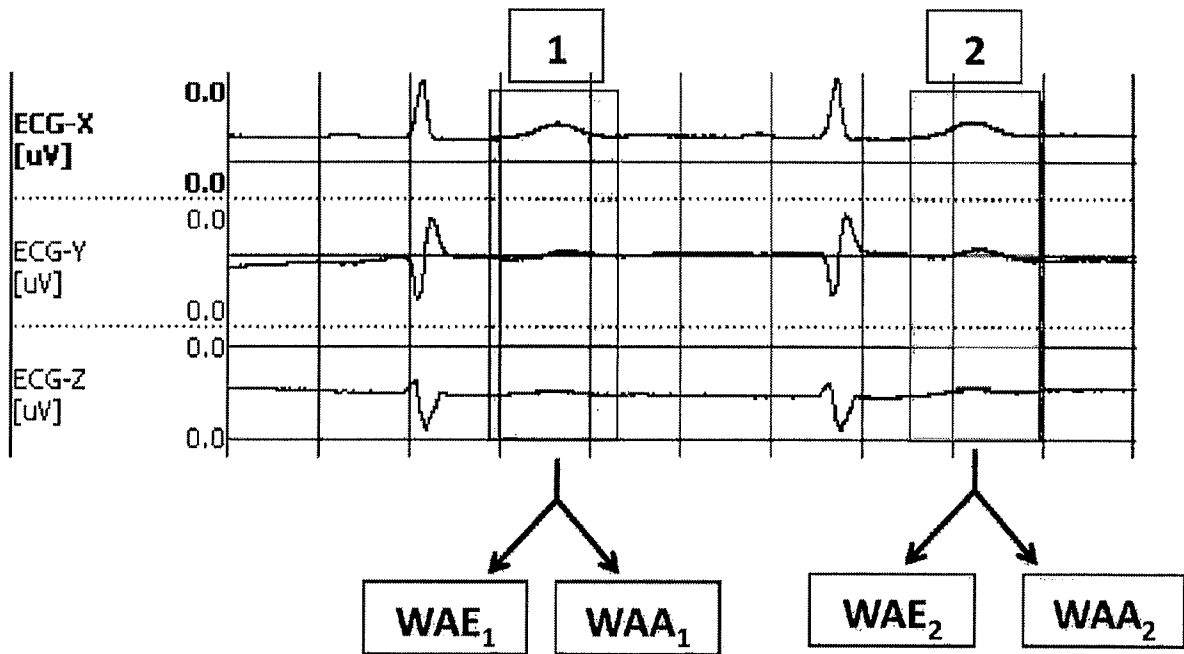 1 2
ECG-X
[uV]
0.0
0.0
ECG-Y
[uV]
0.0
0.0
ECG-Z
[uV]
0.0
0.0
WAE₁ WAA₁ WAE₂ WAA₂